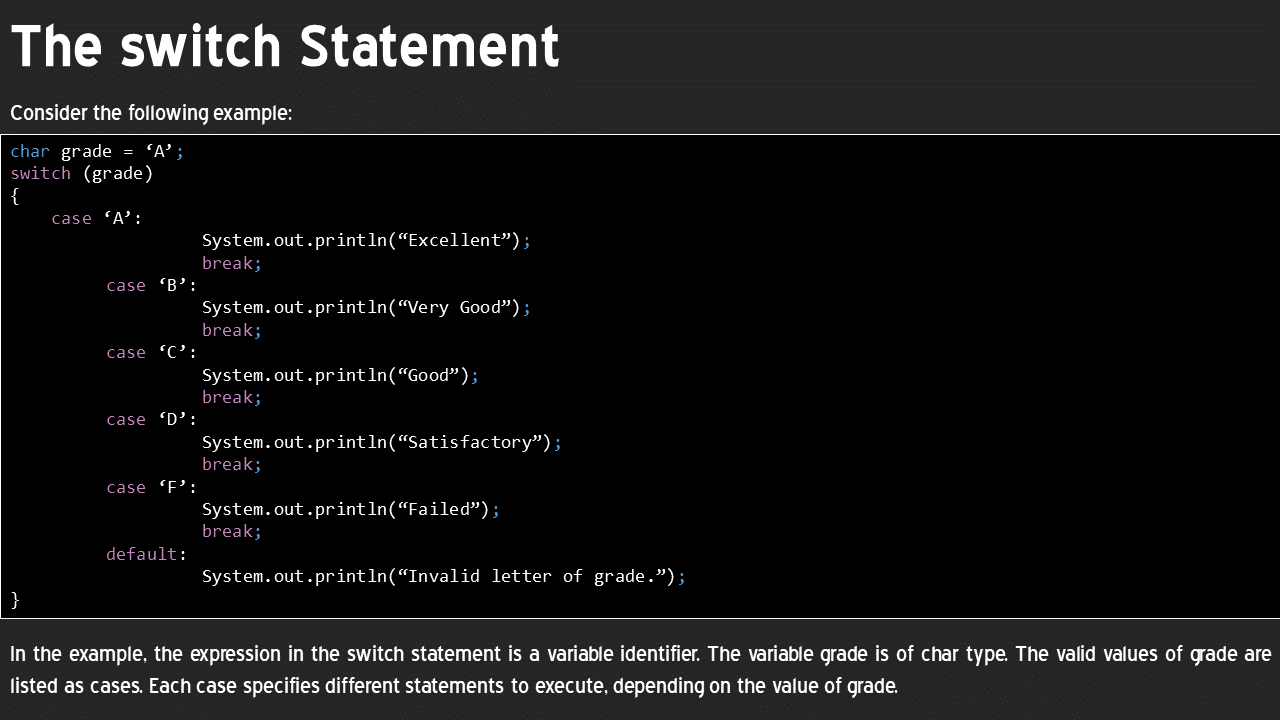 The switch Statement
Consider the following example:
char grade = ‘A’;
switch (grade)
{
case ‘A’:
System.out.println(“Excellent”);
break;
case ‘B’:
System.out.println(“Very Good”);
break;
case ‘C’:
System.out.println(“Good”);
break;
case ‘D’:
System.out.println(“Satisfactory”);
break;
case ‘F’:
System.out.println(“Failed”);
break;
default:
System.out.println(“Invalid letter of grade.”);
}
In the example, the expression in the switch statement is a variable identifier. The variable grade is of char type. The valid values of grade are
listed as cases. Each case specifies different statements to execute, depending on the value of grade.